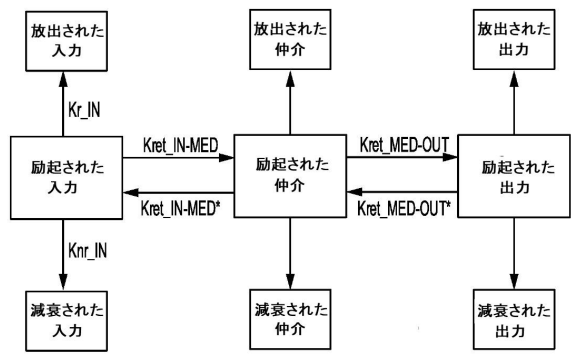 放出された
入力
放出された
仲介
放出された
出力
Kr_IN
励起された
入力
Kret_IN-MED
Kret_IN-MED*
励起された
仲介
Kret_MED-OUT
Kret_MED-OUT*
励起された
出力
Knr_IN
減衰された
入力
減衰された
仲介
減衰された
出力